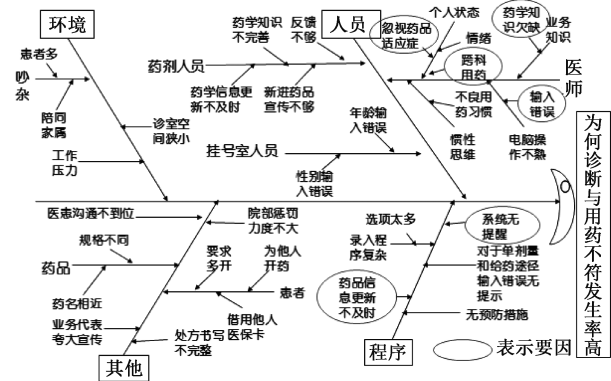 环境
人员
患者多
吵杂
陪同
家属
诊室空
间狭小
工作
压力
药学知识
不完善
反馈
不够
药剂人员
药学信息更
新不及时
新进药品
宣传不够
挂号室人员
年龄输
入错误
性别输
入错误
个人状态
忽视药品
适应症
情绪
跨科
用药
药学知
识欠缺
业务
知识
医师
不良用
药习惯
输入
错误
惯性
思维
电脑操
作不熟
为何诊断与用药不符发生率高
医患沟通不到位
院部惩罚
力度不大
规格不同
药品
药名相近
要求
多开
为他人
开药
患者
借用他人
医保卡
业务代表
夸大宣传
处方书写
不完整
其他
选项太多
系统无
提醒
录入程
序复杂
对于单剂量
和给药途径
输入错误无
提示
药品信
息更新
不及时
无预防措施
程序
表示要因